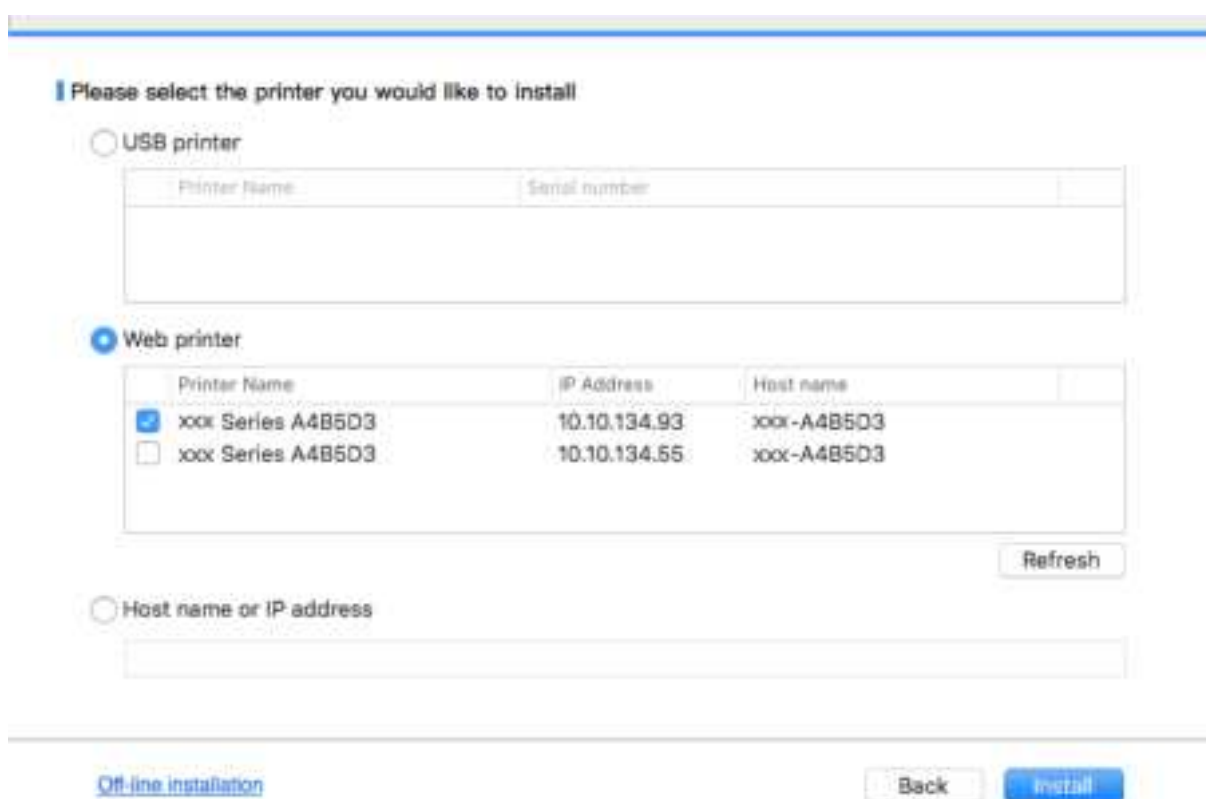 Please select the printer you would like to install
USB printer
Printer Name Serial number
Web printer
Printer Name IP Address Host name
xxx Series A4B5D3 10.10.134.93 xxx-A4B5D3
xxx Series A4B5D3 10.10.134.55 xxx-A4B5D3
Refresh
Host name or IP address
Off-line installation Back Install